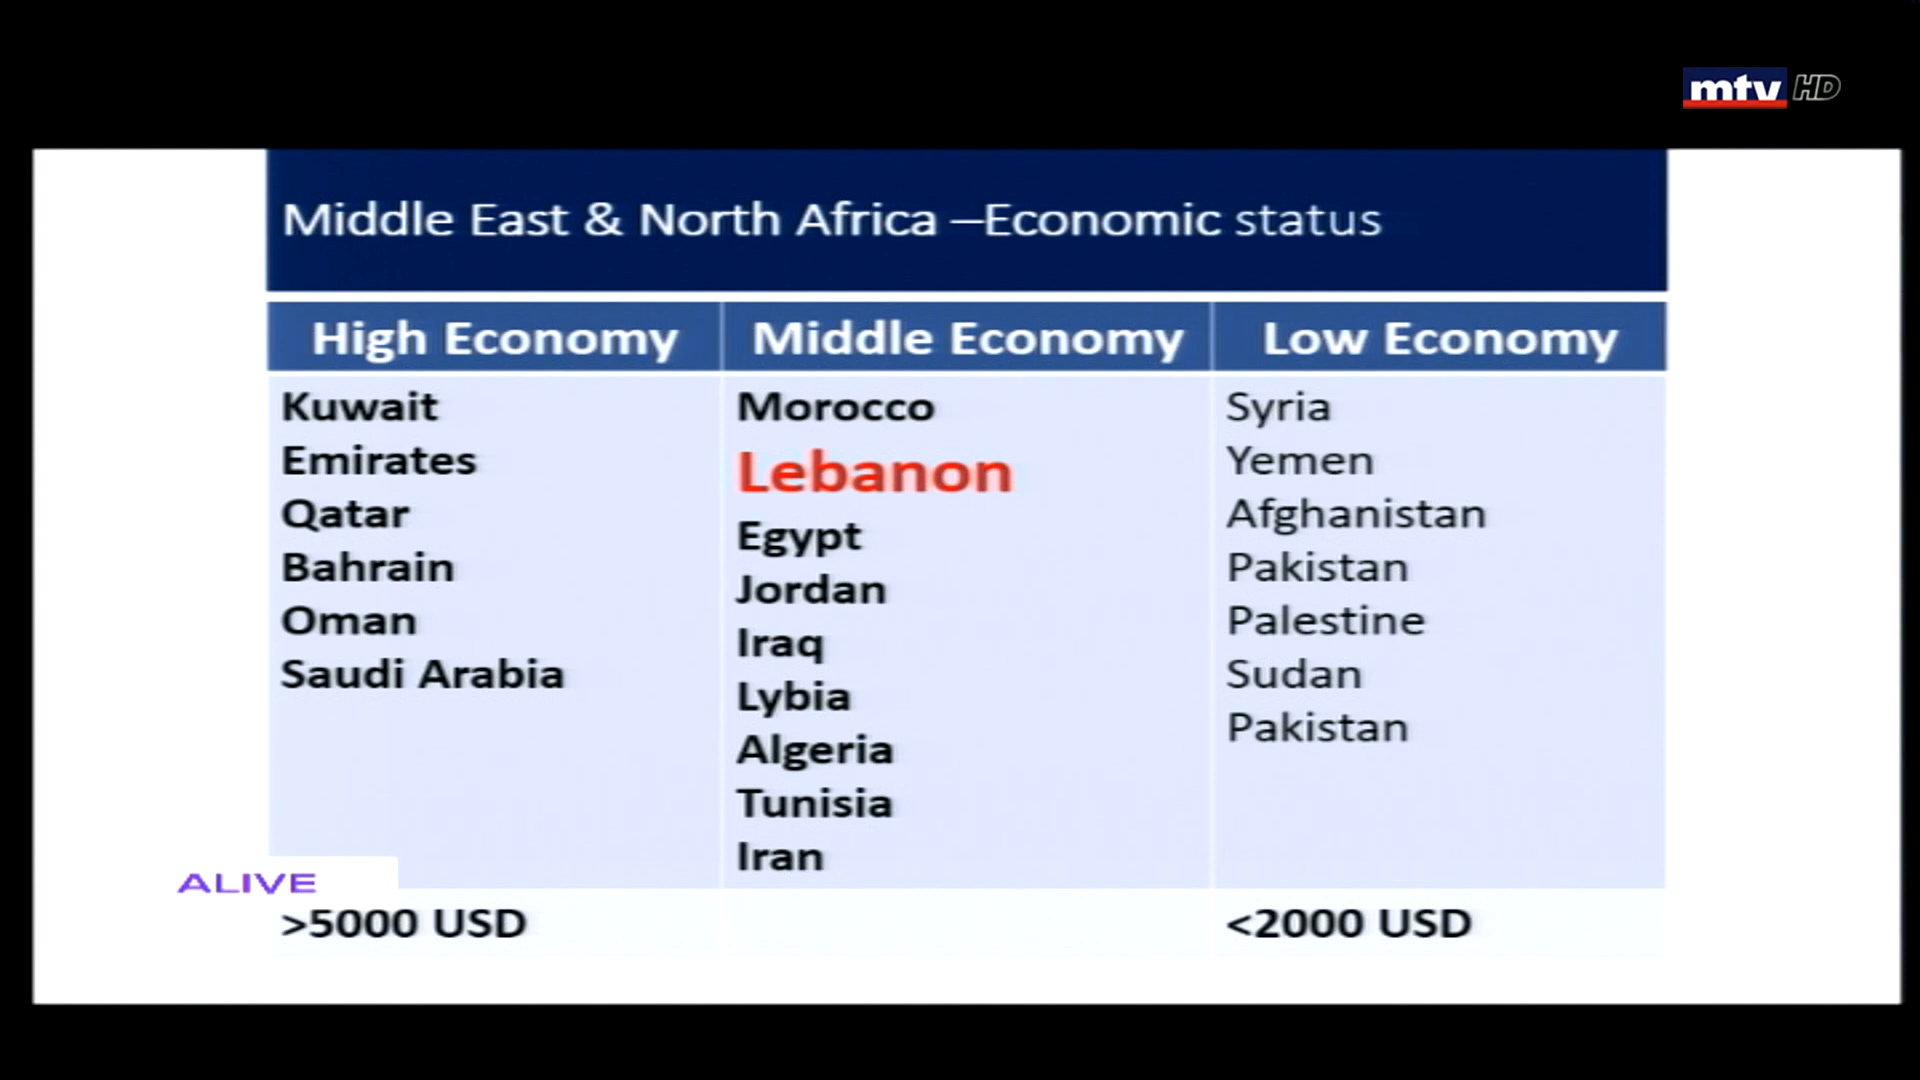 mtv HD
Middle East & North Africa –Economic status
High Economy
Middle Economy
Low Economy
Kuwait
Emirates
Qatar
Bahrain
Oman
Saudi Arabia
Morocco
Lebanon
Egypt
Jordan
Iraq
Lybia
Algeria
Tunisia
Iran
Syria
Yemen
Afghanistan
Pakistan
Palestine
Sudan
Pakistan
ALIVE
>5000 USD
<2000 USD